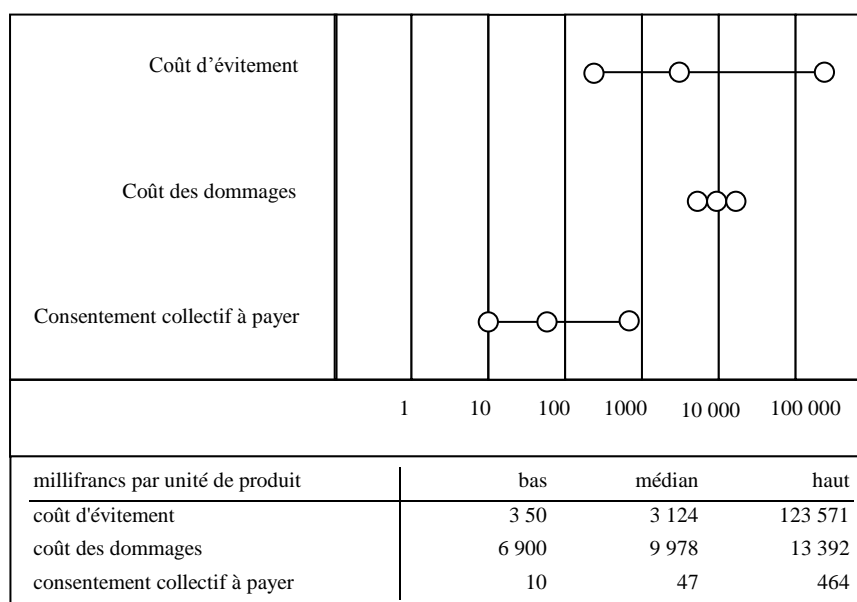 Coût d'évitement
Coût des dommages
Consentement collectif à payer
1 10 100 1000 10 000 100 000
millifrancs par unité de produit bas médian haut
coût d'évitement 3 50 3 124 123 571
coût des dommages 6 900 9 978 13 392
consentement collectif à payer 10 47 464